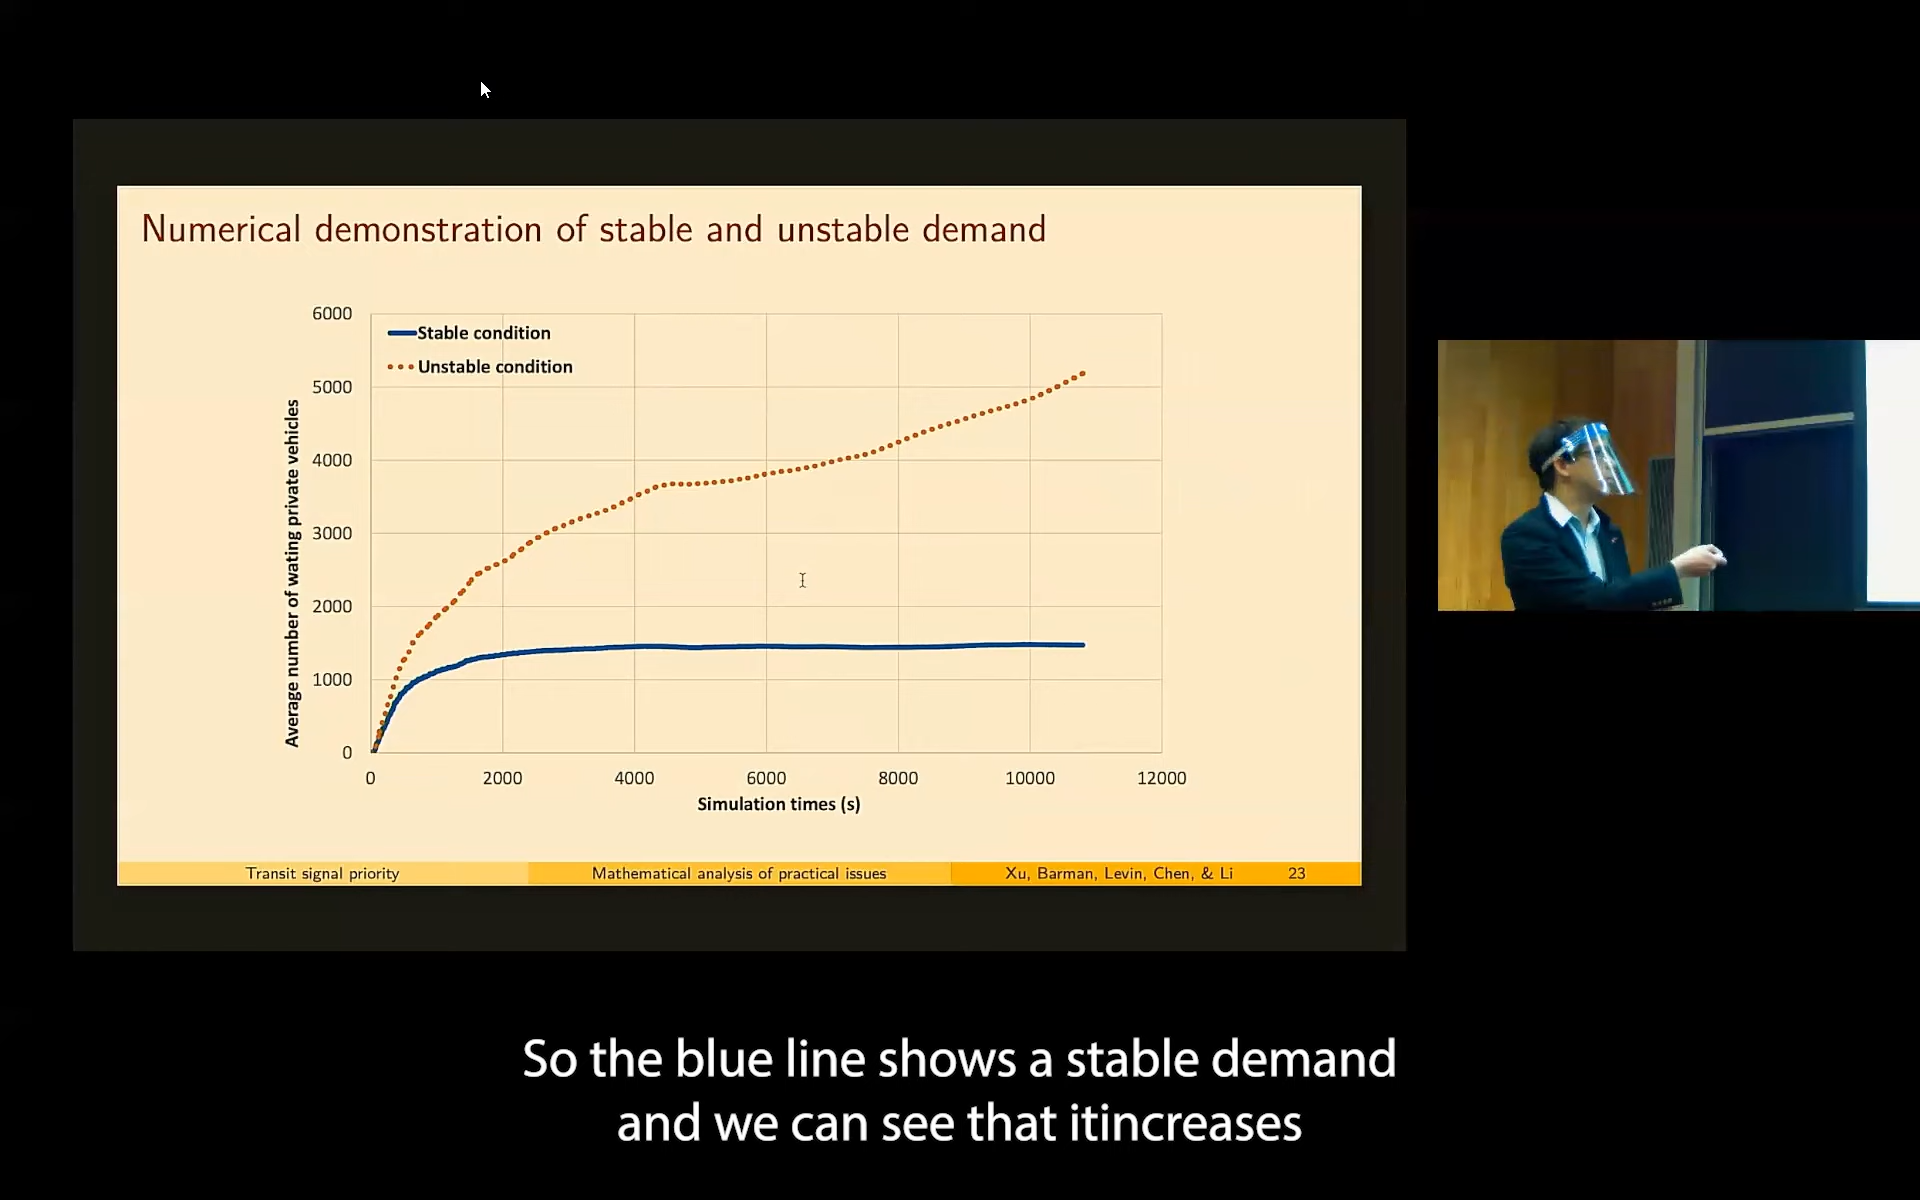 Numerical demonstration of stable and unstable demand
6000
5000
4000
3000
2000
1000
0
Average number of wating private vehicles
Stable condition
Unstable condition
0 2000 4000 6000 8000 10000 12000
Simulation times (s)
Transit signal priority
Mathematical analysis of practical issues
Xu, Barman, Levin, Chen, & Li 23
So the blue line shows a stable demand
and we can see that itincreases